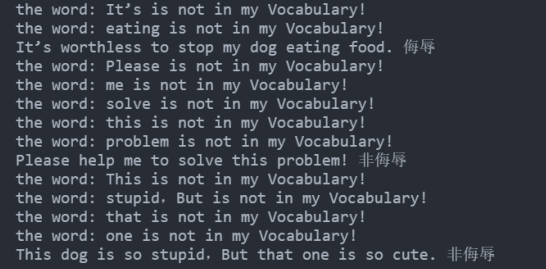 the word: It’s is not in my Vocabulary!
the word: eating is not in my Vocabulary!
It’s worthless to stop my dog eating food. 侮辱
the word: Please is not in my Vocabulary!
the word: me is not in my Vocabulary!
the word: solve is not in my Vocabulary!
the word: this is not in my Vocabulary!
the word: problem is not in my Vocabulary!
Please help me to solve this problem! 非侮辱
the word: This is not in my Vocabulary!
the word: stupid，But is not in my Vocabulary!
the word: that is not in my Vocabulary!
the word: one is not in my Vocabulary!
This dog is so stupid，But that one is so cute. 非侮辱